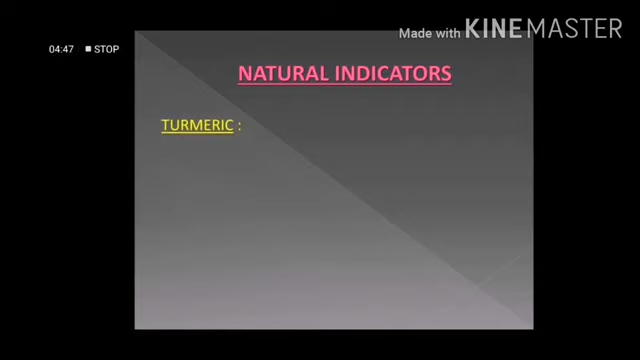 Made with KINEMASTER
04:47 ■ STOP
NATURAL INDICATORS
TURMERIC :